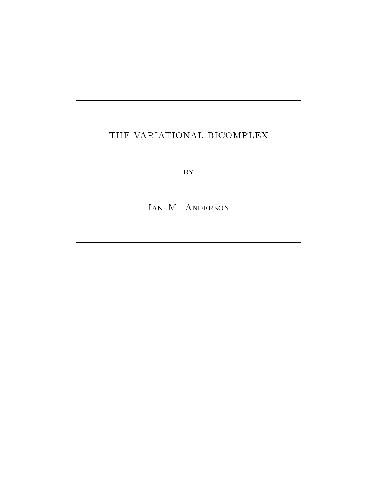 THE VARIATIONAL BICOMPLEX
BY
IAN M. ANDERSON